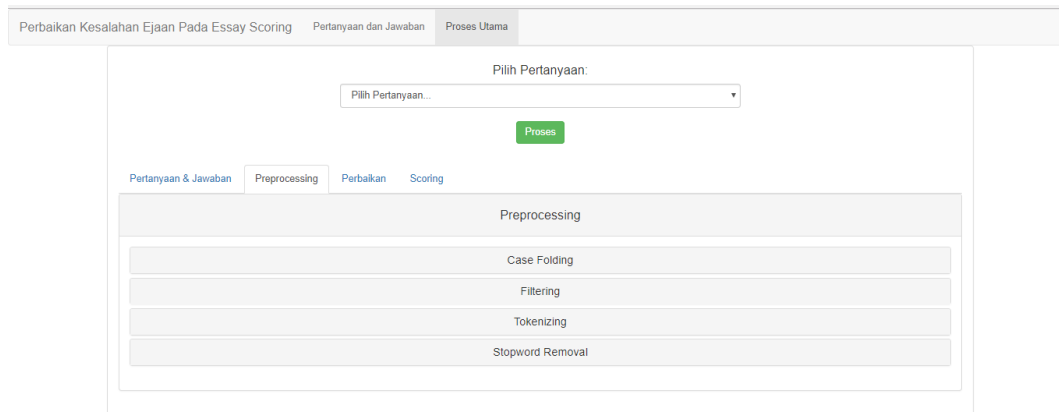 Perbaikan Kesalahan Ejaan Pada Essay Scoring Pertanyaan dan Jawaban Proses Utama
Pilih Pertanyaan:
Pilih Pertanyaan...
Proses
Pertanyaan & Jawaban Preprocessing Perbaikan Scoring
Preprocessing
Case Folding
Filtering
Tokenizing
Stopword Removal